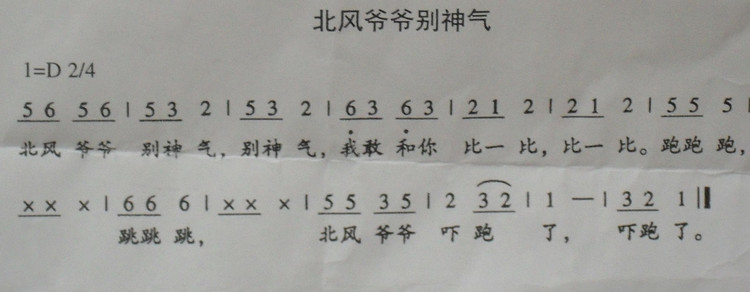 北风爷爷别神气
1=D 2/4
5 6 5 6 | 5 3 2 | 5 3 2 | 6̣ 3 6̣ 3 | 2 1 2 | 2 1 2 | 5 5 5 |
北风 爷爷 别神 气，别神 气，我敢 和你 比一 比，比一 比。跑跑 跑，
× × × | 6 6 6 | × × × | 5 5 3 5 | 2 3 2 | 1 — | 3 2 1 ‖
跳跳 跳， 北风 爷爷 吓 跑 了， 吓跑 了。